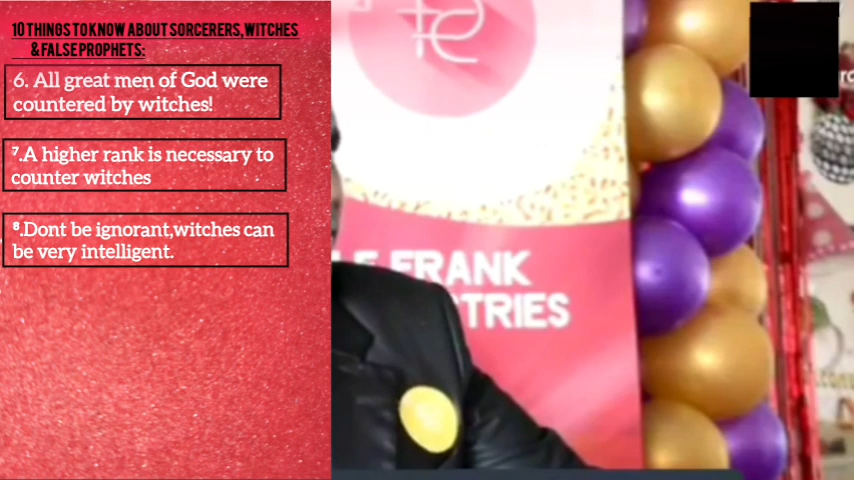 10 THINGS TO KNOW ABOUT SORCERERS, WITCHES
& FALSE PROPHETS:
6. All great men of God were
countered by witches!
7.A higher rank is necessary to
counter witches
8.Dont be ignorant,witches can
be very intelligent.
FRANK
STRIES